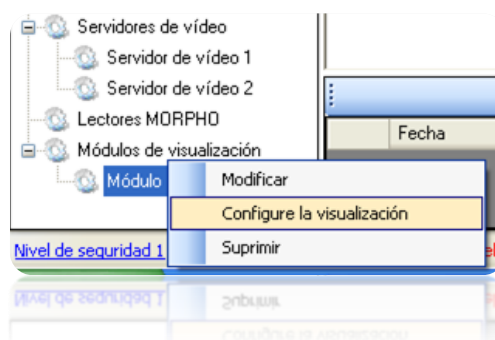 Servidores de vídeo
Servidor de vídeo 1
Servidor de vídeo 2
Lectores MORPHO
Fecha
Módulos de visualización
Módulo
Modificar
Configure la visualización
Suprimir
Nivel de seguridad 1